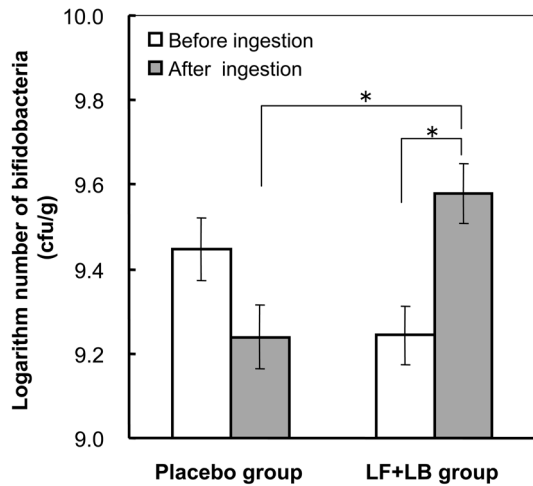 Logarithm number of bifidobacteria
(cfu/g)
10.0
9.8
9.6
9.4
9.2
9.0
Before ingestion
After ingestion
*
*
Placebo group
LF+LB group